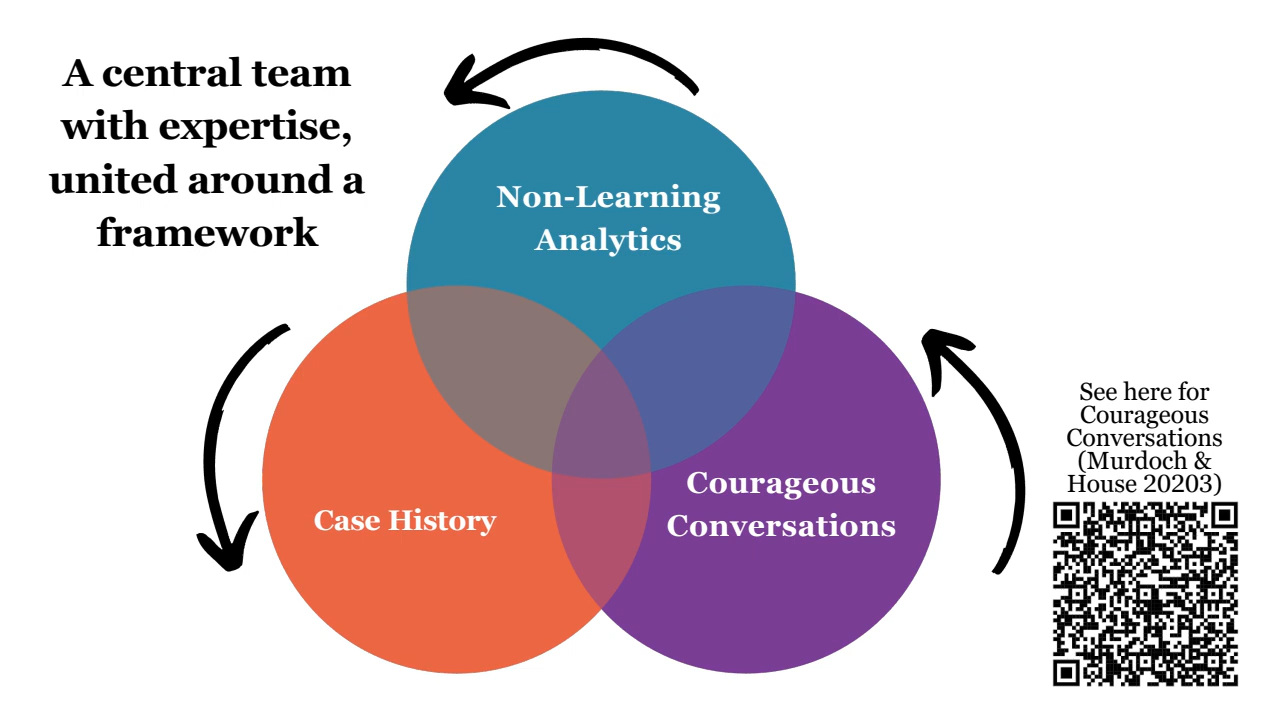 A central team
with expertise,
united around a
framework
Non-Learning
Analytics
Case History
Courageous
Conversations
See here for
Courageous
Conversations
(Murdoch &
House 20203)